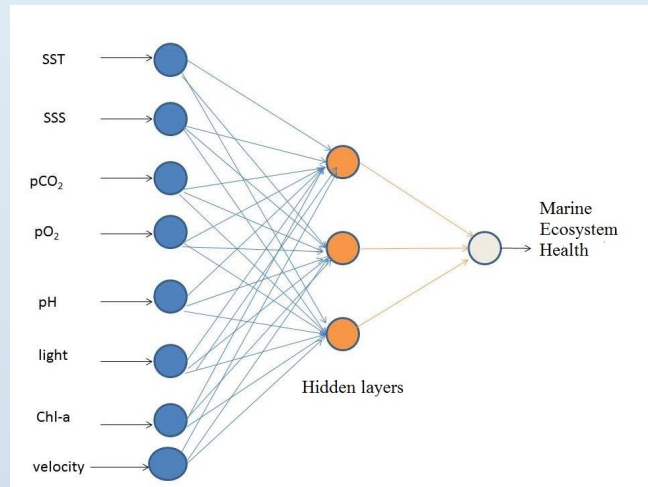 SST
SSS
pCO₂
pO₂
pH
light
Chl-a
velocity
Hidden layers
Marine
Ecosystem
Health